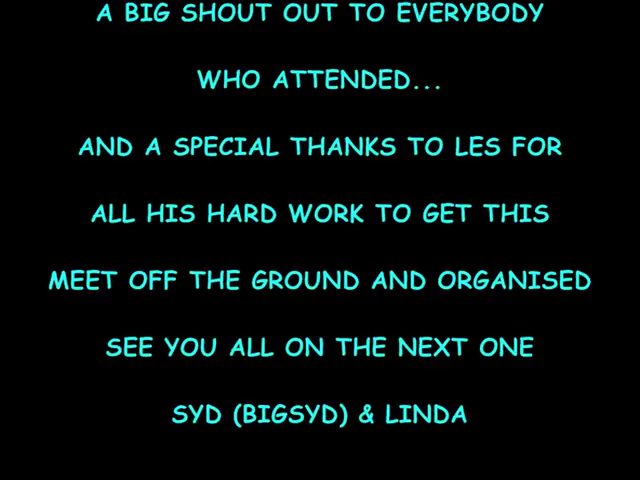 A BIG SHOUT OUT TO EVERYBODY
WHO ATTENDED...
AND A SPECIAL THANKS TO LES FOR
ALL HIS HARD WORK TO GET THIS
MEET OFF THE GROUND AND ORGANISED
SEE YOU ALL ON THE NEXT ONE
SYD (BIGSYD) & LINDA